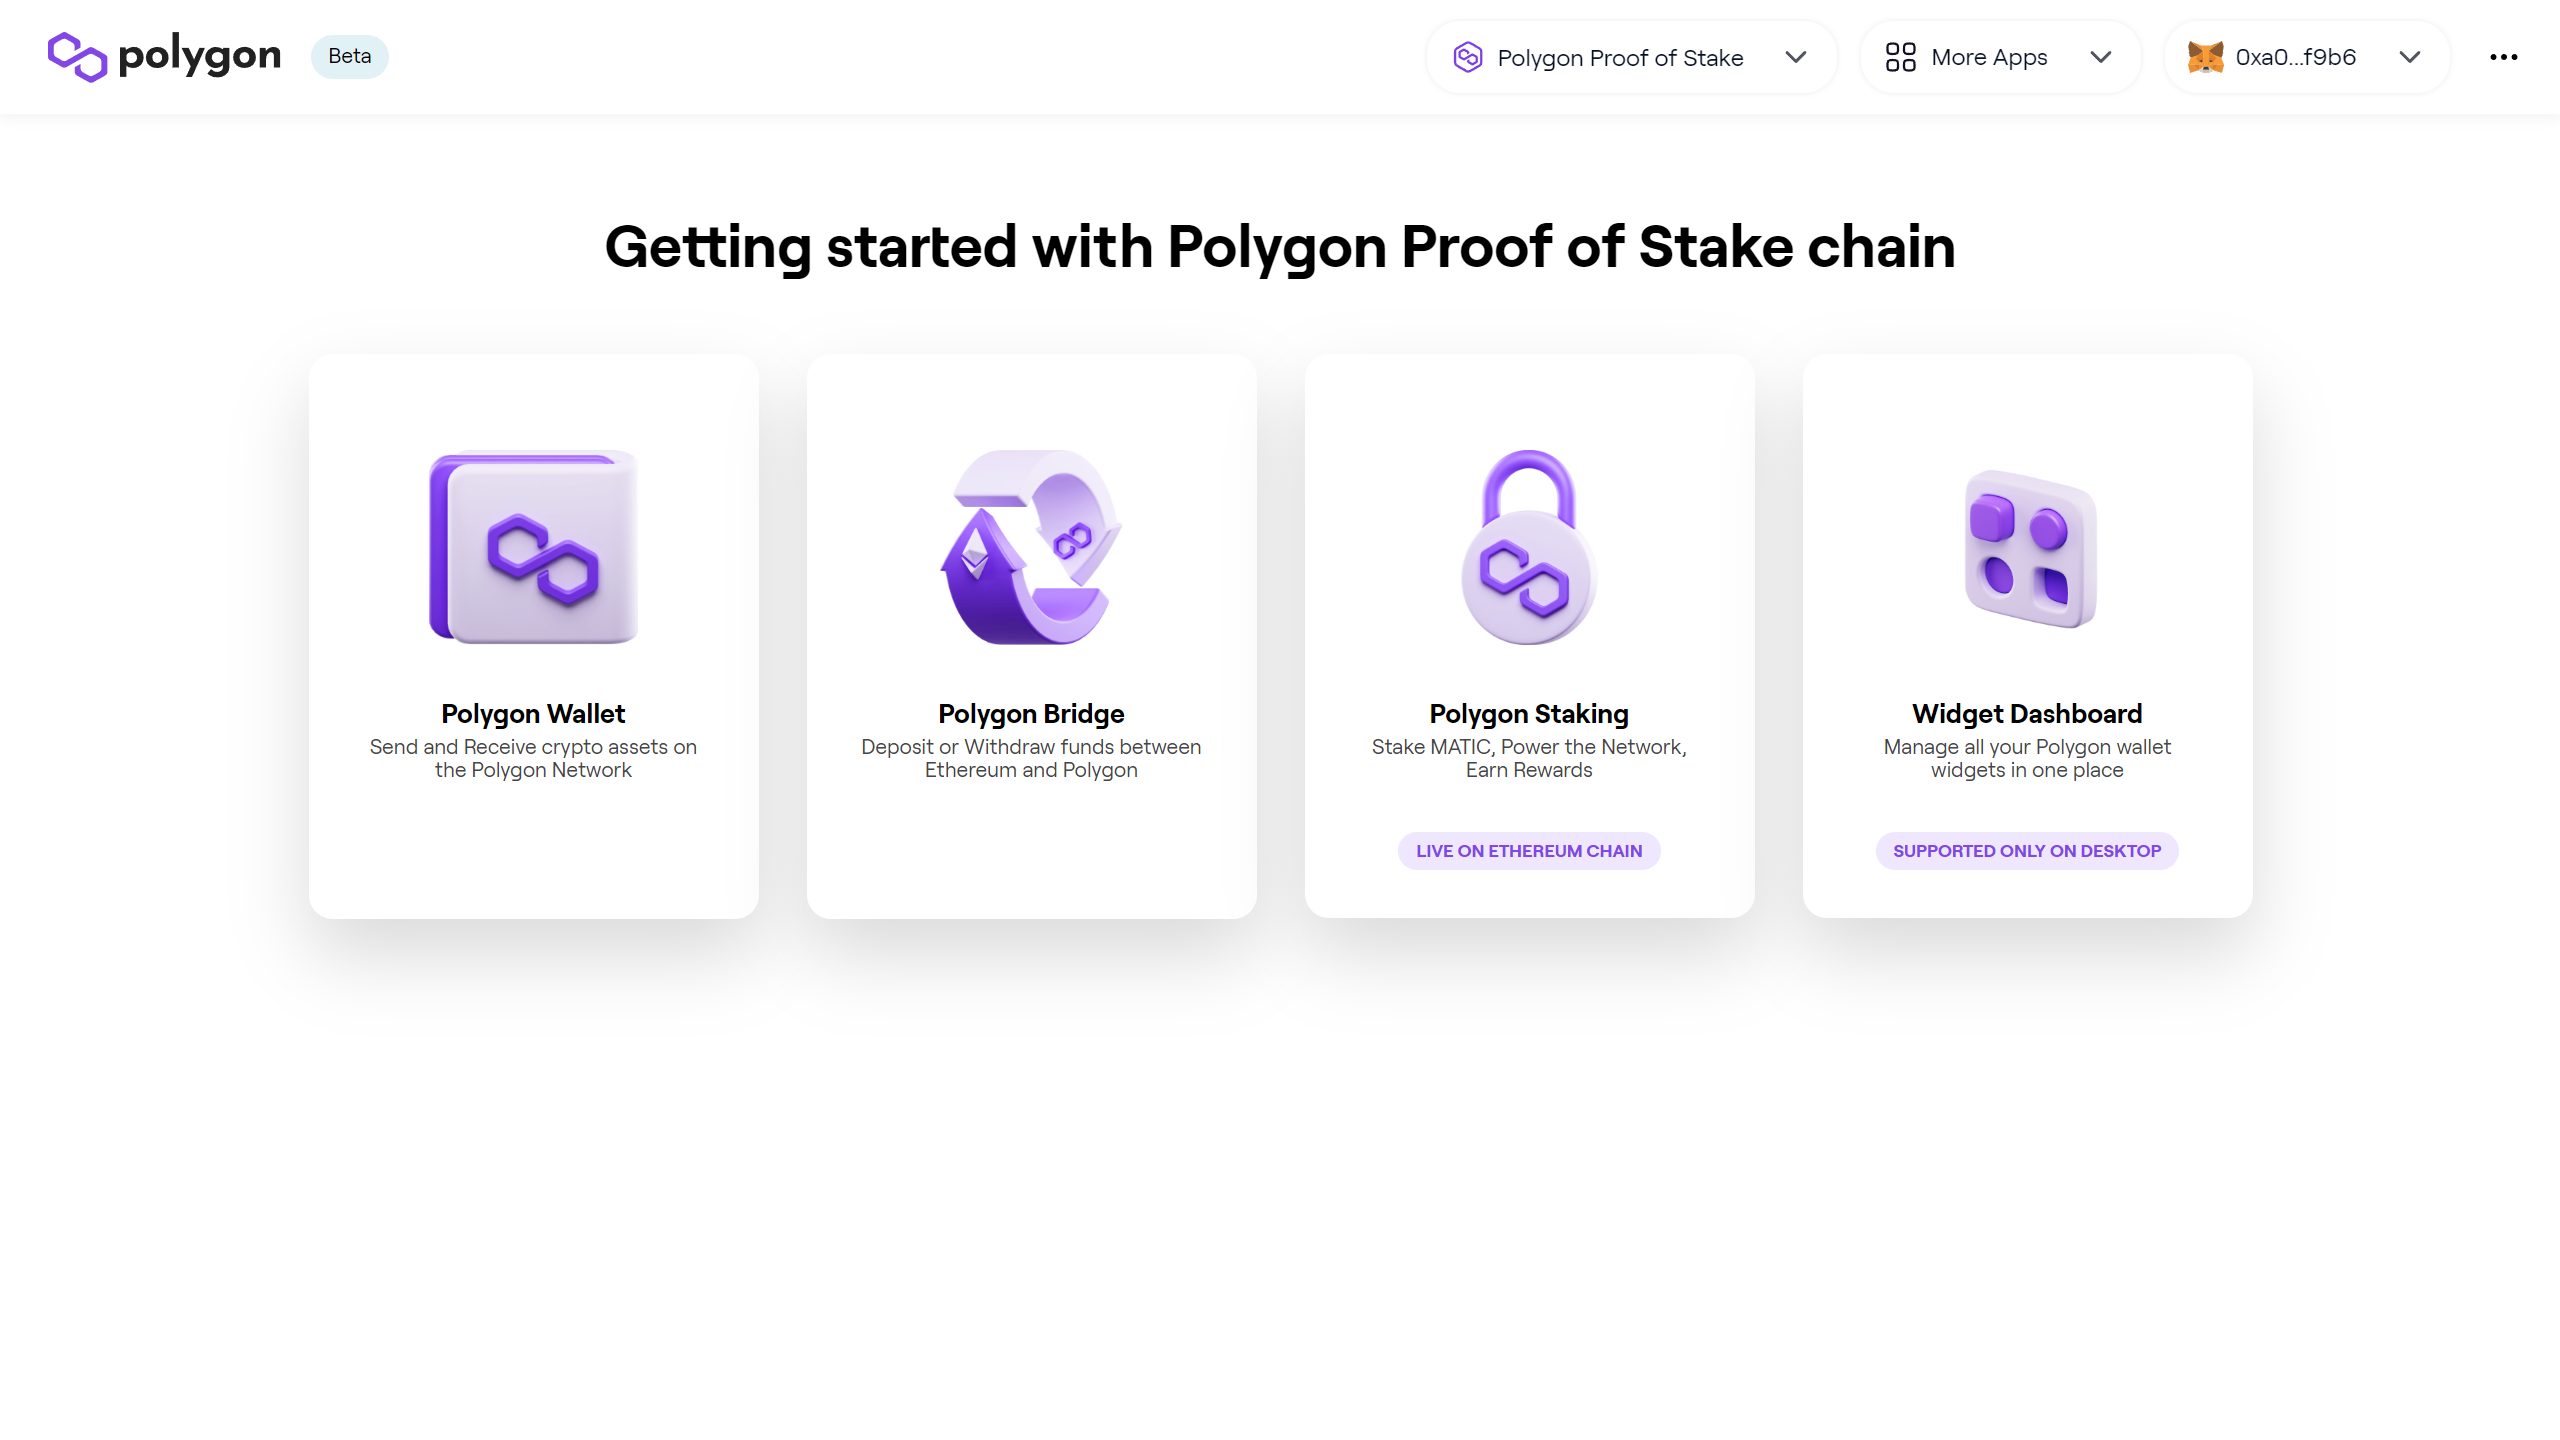 polygon
Beta
Polygon Proof of Stake
More Apps
0xa0...f9b6
Getting started with Polygon Proof of Stake chain
Polygon Wallet
Send and Receive crypto assets on
the Polygon Network
Polygon Bridge
Deposit or Withdraw funds between
Ethereum and Polygon
Polygon Staking
Stake MATIC, Power the Network,
Earn Rewards
LIVE ON ETHEREUM CHAIN
Widget Dashboard
Manage all your Polygon wallet
widgets in one place
SUPPORTED ONLY ON DESKTOP